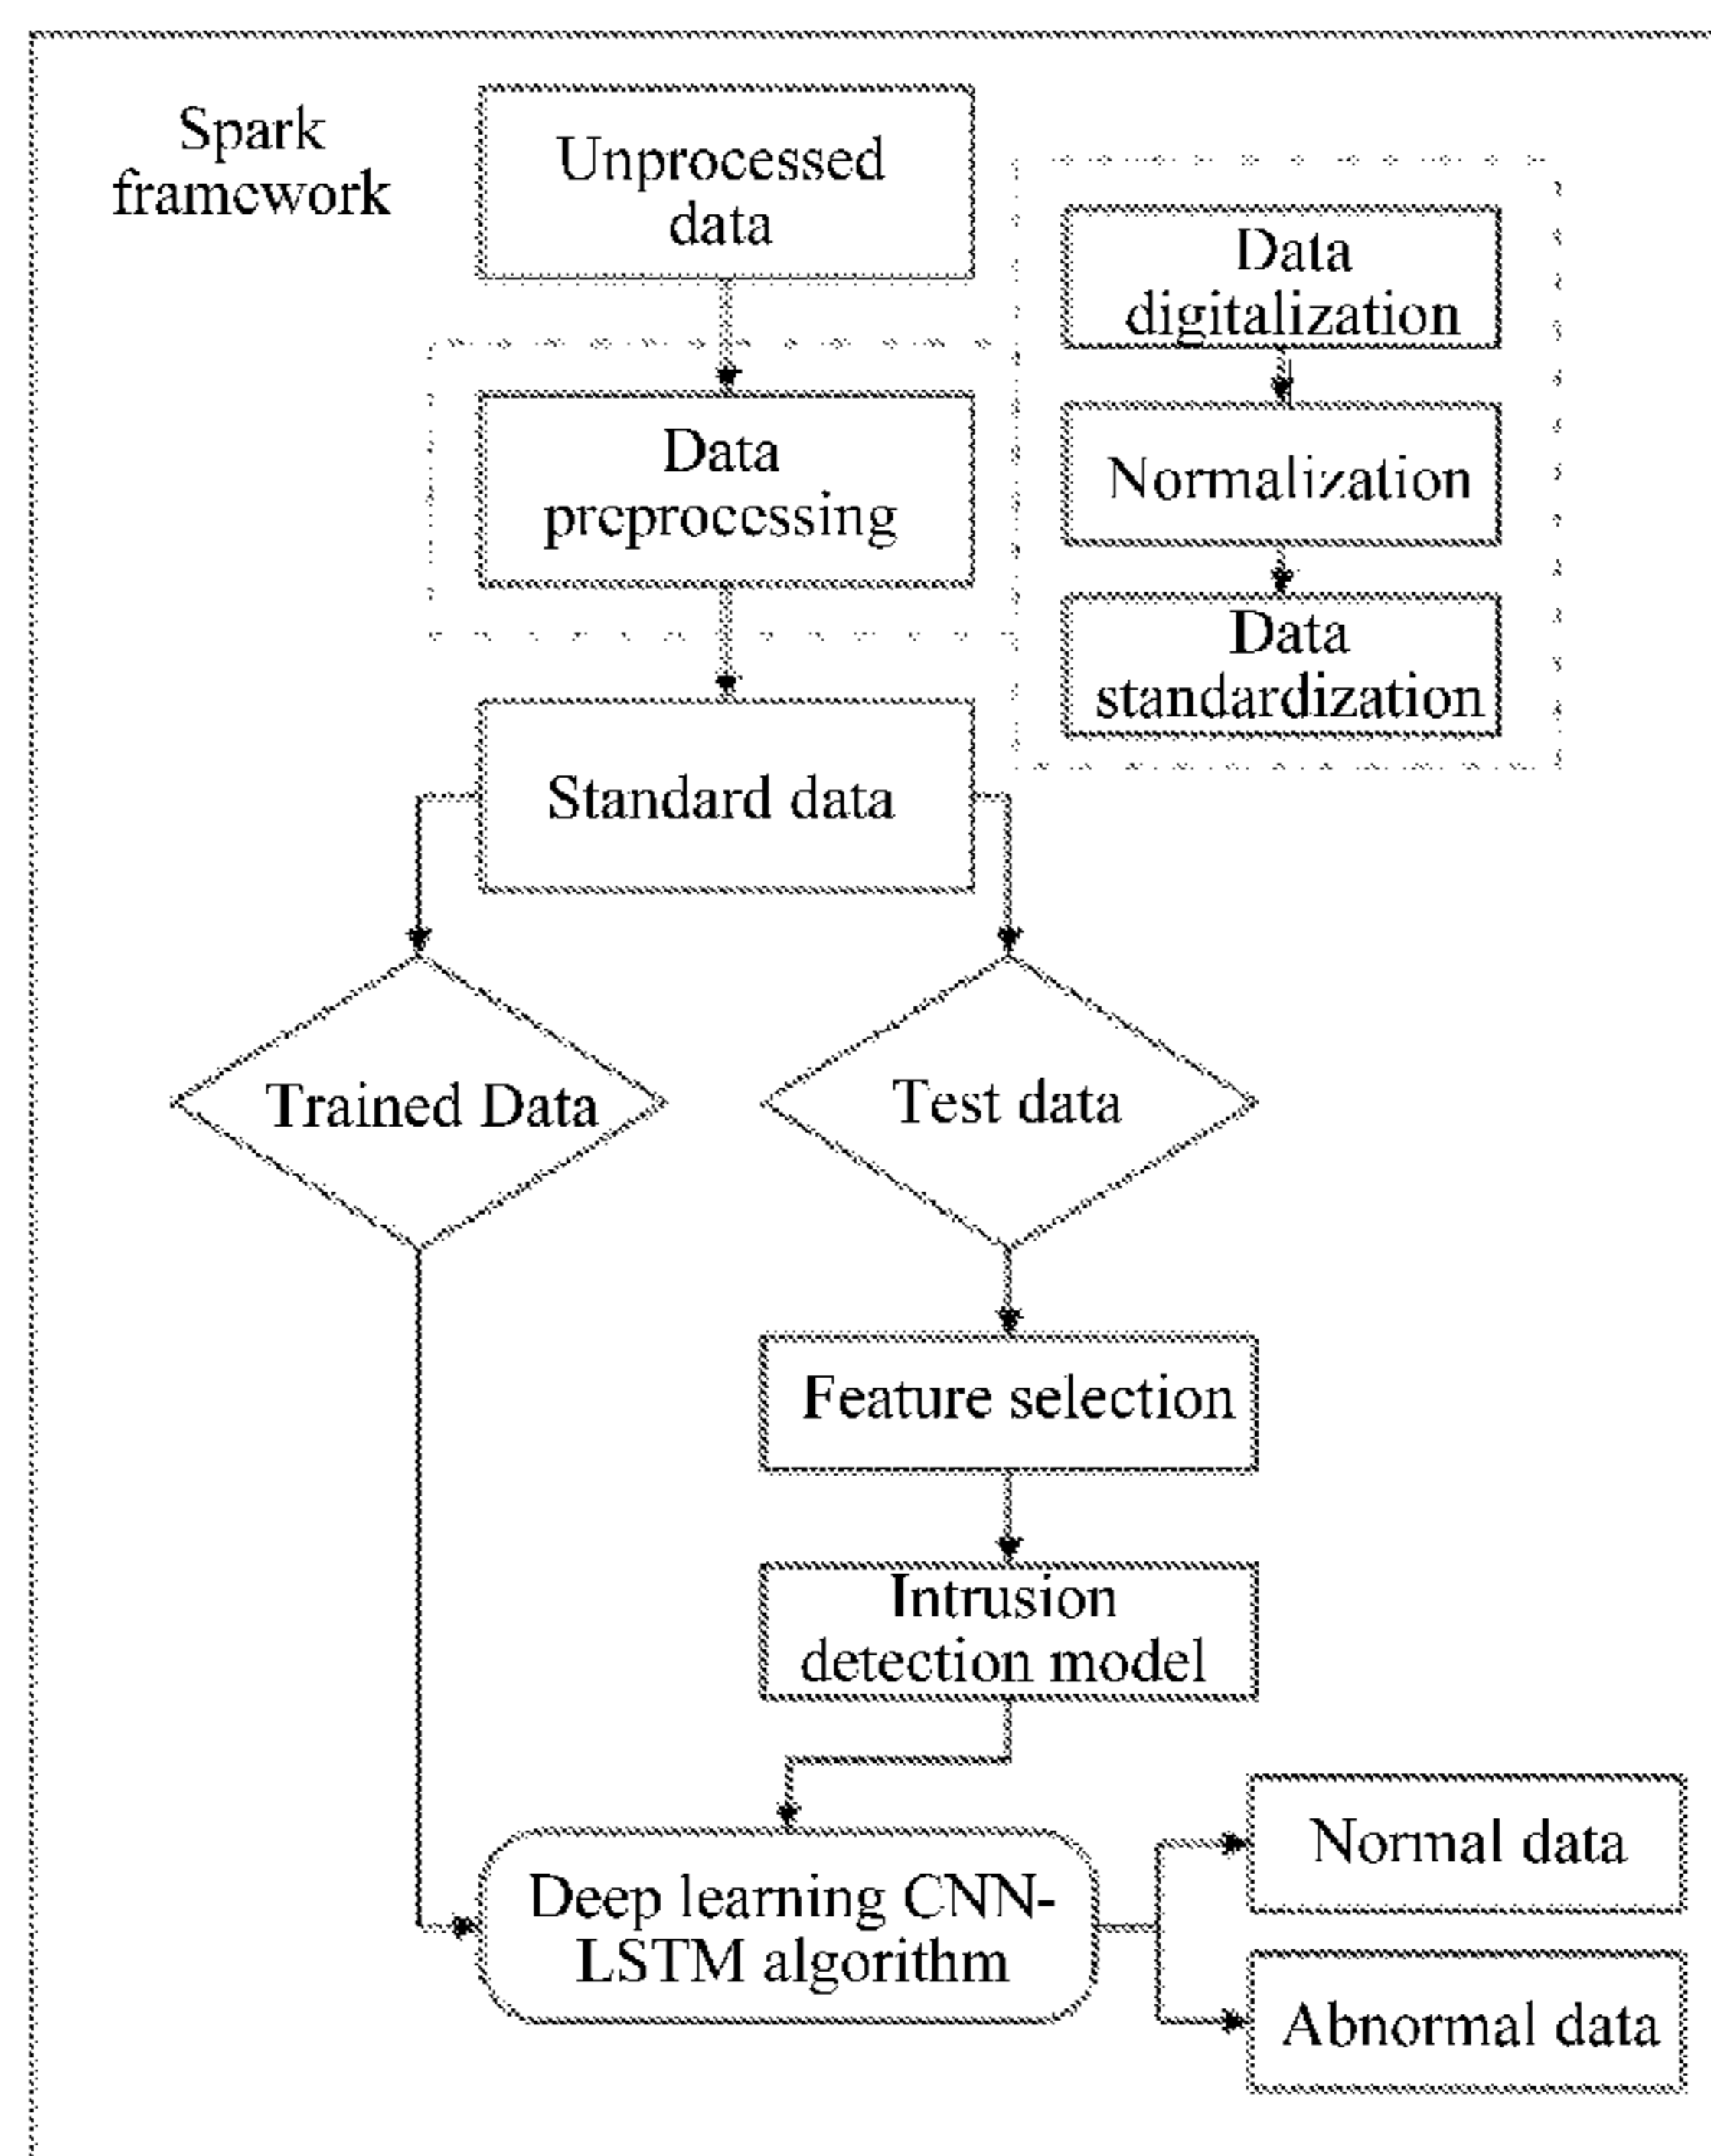 Spark
framework
Unprocessed
data
Data
digitalization
Data
preprocessing
Normalization
Data
standardization
Standard data
Trained Data
Test data
Feature selection
Intrusion
detection model
Deep learning CNN-
LSTM algorithm
Normal data
Abnormal data